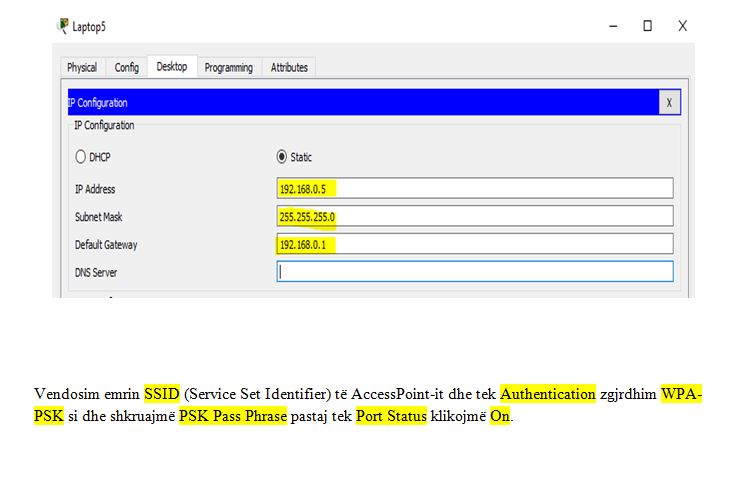 Laptop5
Physical Config Desktop Programming Attributes
IP Configuration X
IP Configuration
DHCP Static
IP Address 192.168.0.5
Subnet Mask 255.255.255.0
Default Gateway 192.168.0.1
DNS Server
Vendosim emrin SSID (Service Set Identifier) të AccessPoint-it dhe tek Authentication zgjrdhim WPA-
PSK si dhe shkruajmë PSK Pass Phrase pastaj tek Port Status klikojmë On.